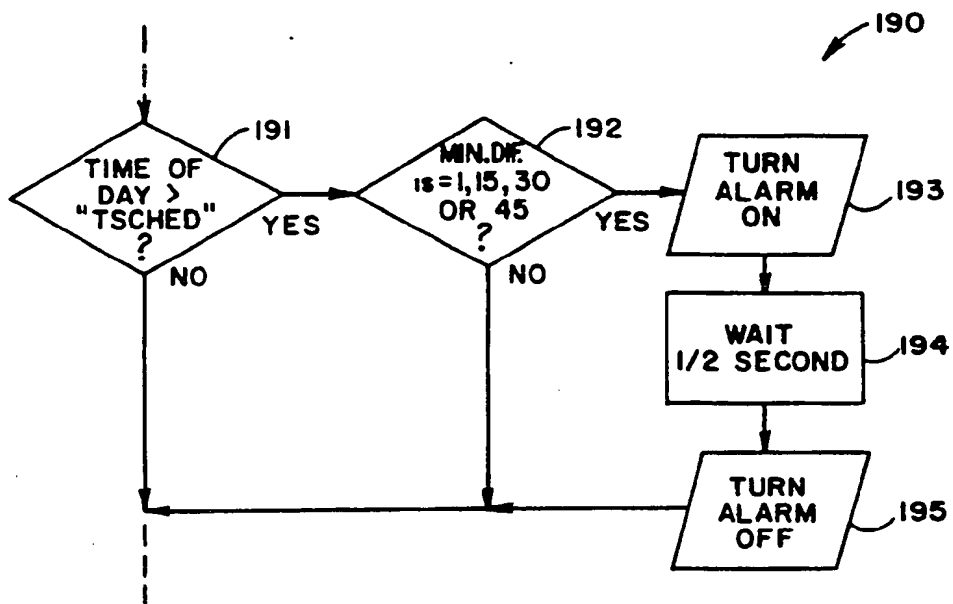 190
191
TIME OF
DAY >
"TSCHED"
?
YES
NO
192
MIN.DIF.
IS=1,15,30
OR 45
?
YES
NO
TURN
ALARM
ON
193
WAIT
1/2 SECOND
194
TURN
ALARM
OFF
195